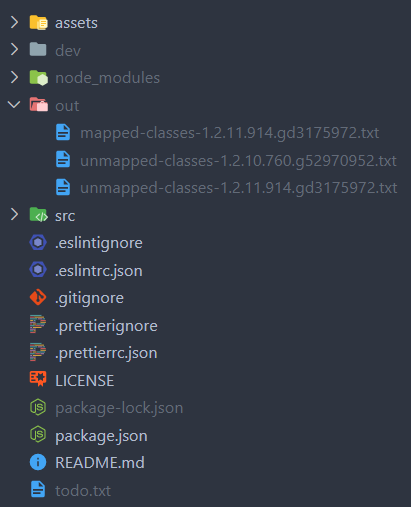 assets
dev
node_modules
out
mapped-classes-1.2.11.914.gd3175972.txt
unmapped-classes-1.2.10.760.g52970952.txt
unmapped-classes-1.2.11.914.gd3175972.txt
src
.eslintignore
.eslintrc.json
.gitignore
.prettierignore
.prettierrc.json
LICENSE
package-lock.json
package.json
README.md
todo.txt